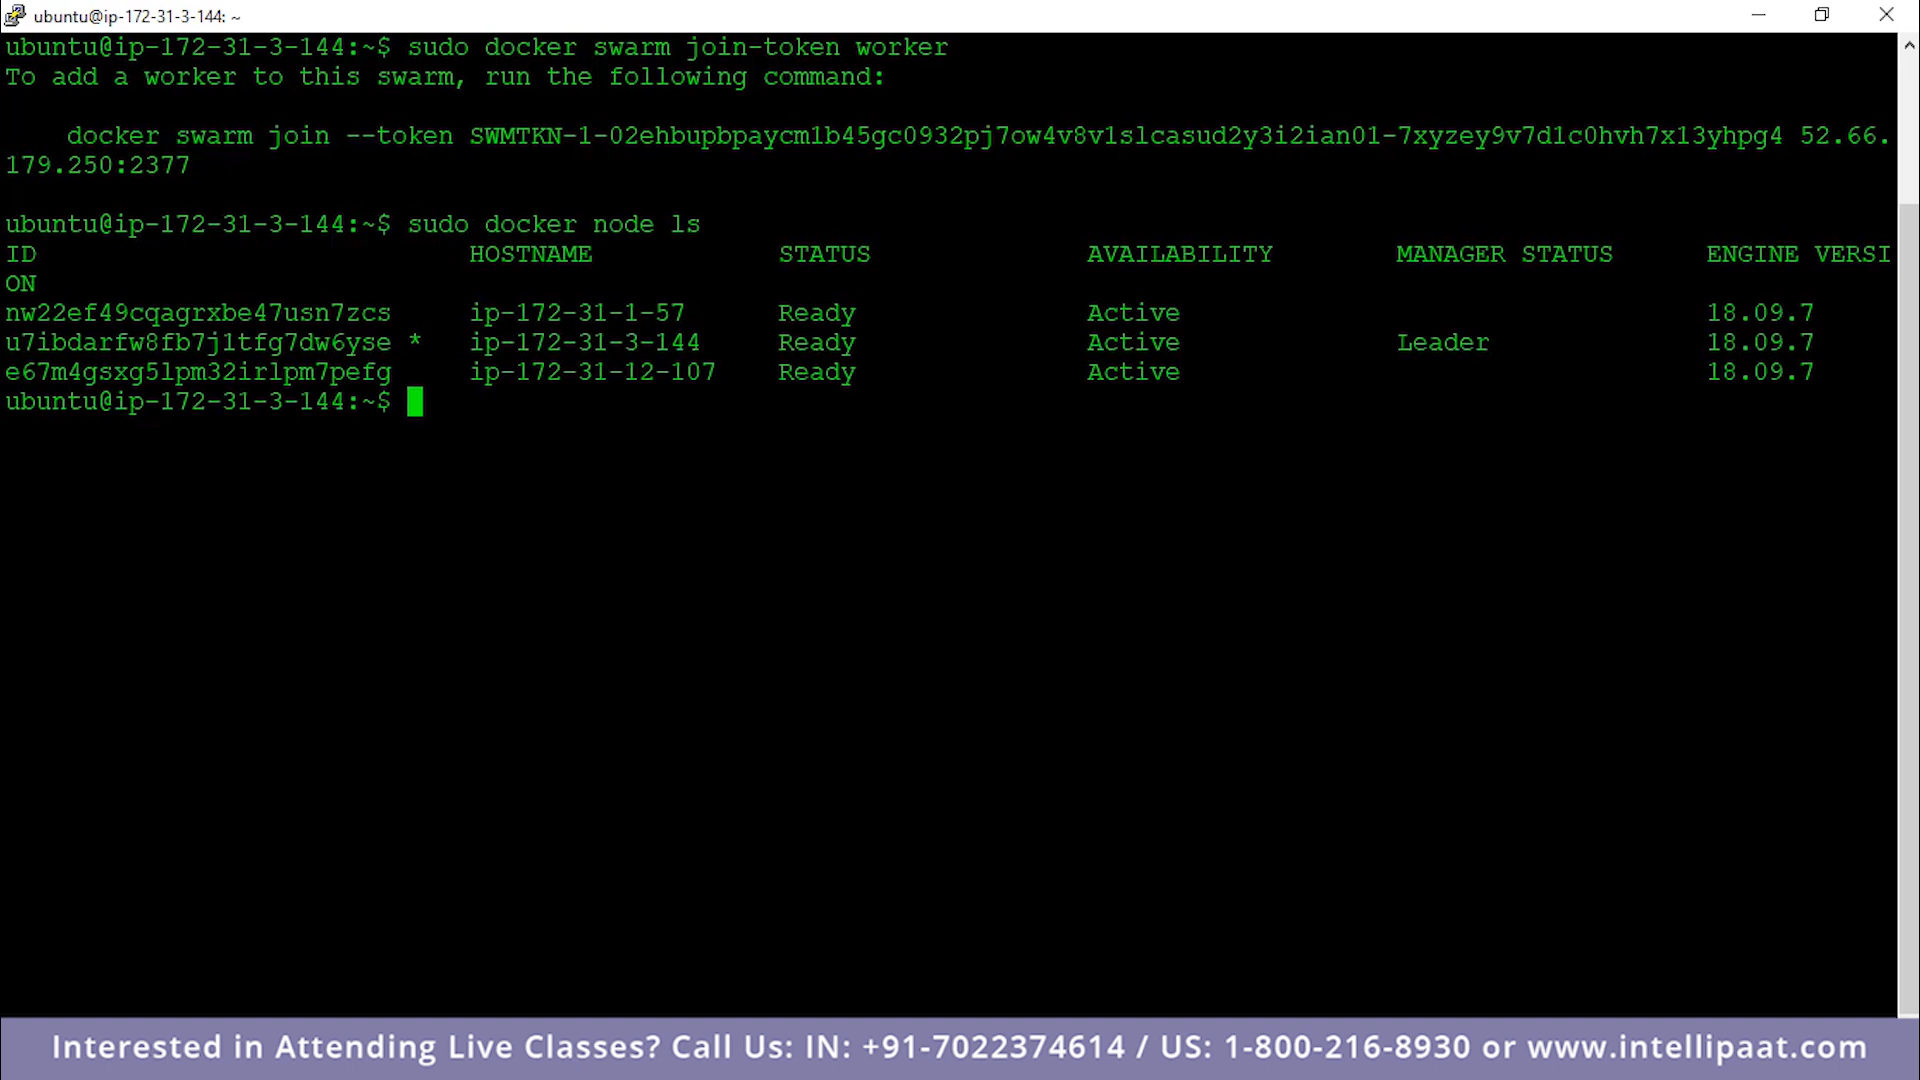 ubuntu@ip-172-31-3-144: ~
ubuntu@ip-172-31-3-144:~$ sudo docker swarm join-token worker
To add a worker to this swarm, run the following command:
docker swarm join --token SWMTKN-1-02ehbupbpaycm1b45gc0932pj7ow4v8v1slcasud2y3i2ian01-7xyzey9v7d1c0hvh7x13yhpg4 52.66.
179.250:2377
ubuntu@ip-172-31-3-144:~$ sudo docker node ls
ID HOSTNAME STATUS AVAILABILITY MANAGER STATUS ENGINE VERSI
ON
nw22ef49cqagrxbe47usn7zcs ip-172-31-1-57 Ready Active 18.09.7
u7ibdarfw8fb7j1tfg7dw6yse * ip-172-31-3-144 Ready Active Leader 18.09.7
e67m4gsxg5lpm32irlpm7pefg ip-172-31-12-107 Ready Active 18.09.7
ubuntu@ip-172-31-3-144:~$
Interested in Attending Live Classes? Call Us: IN: +91-7022374614 / US: 1-800-216-8930 or www.intellipaat.com